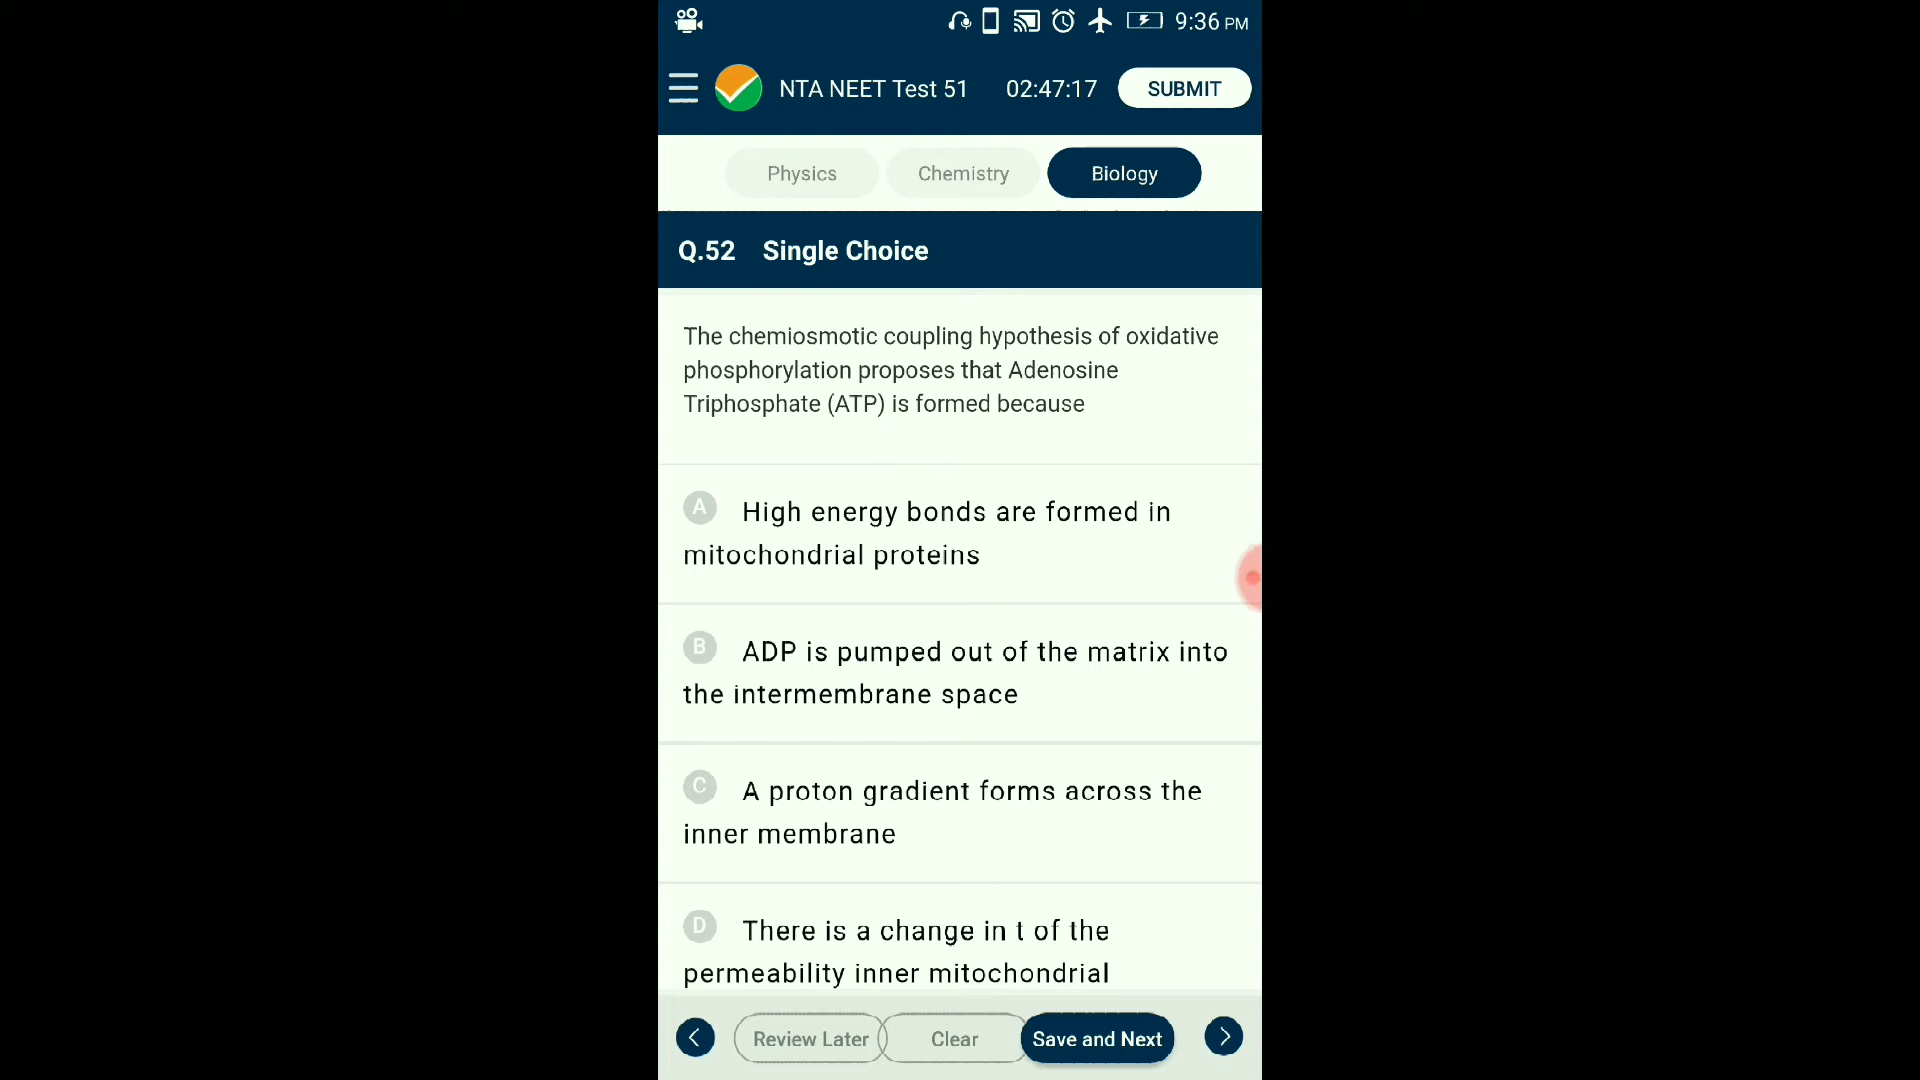 9:36 PM
NTA NEET Test 51 02:47:17 SUBMIT
Physics Chemistry Biology
Q.52 Single Choice
The chemiosmotic coupling hypothesis of oxidative
phosphorylation proposes that Adenosine
Triphosphate (ATP) is formed because
A High energy bonds are formed in
mitochondrial proteins
B ADP is pumped out of the matrix into
the intermembrane space
C A proton gradient forms across the
inner membrane
D There is a change in t of the
permeability inner mitochondrial
Review Later Clear Save and Next